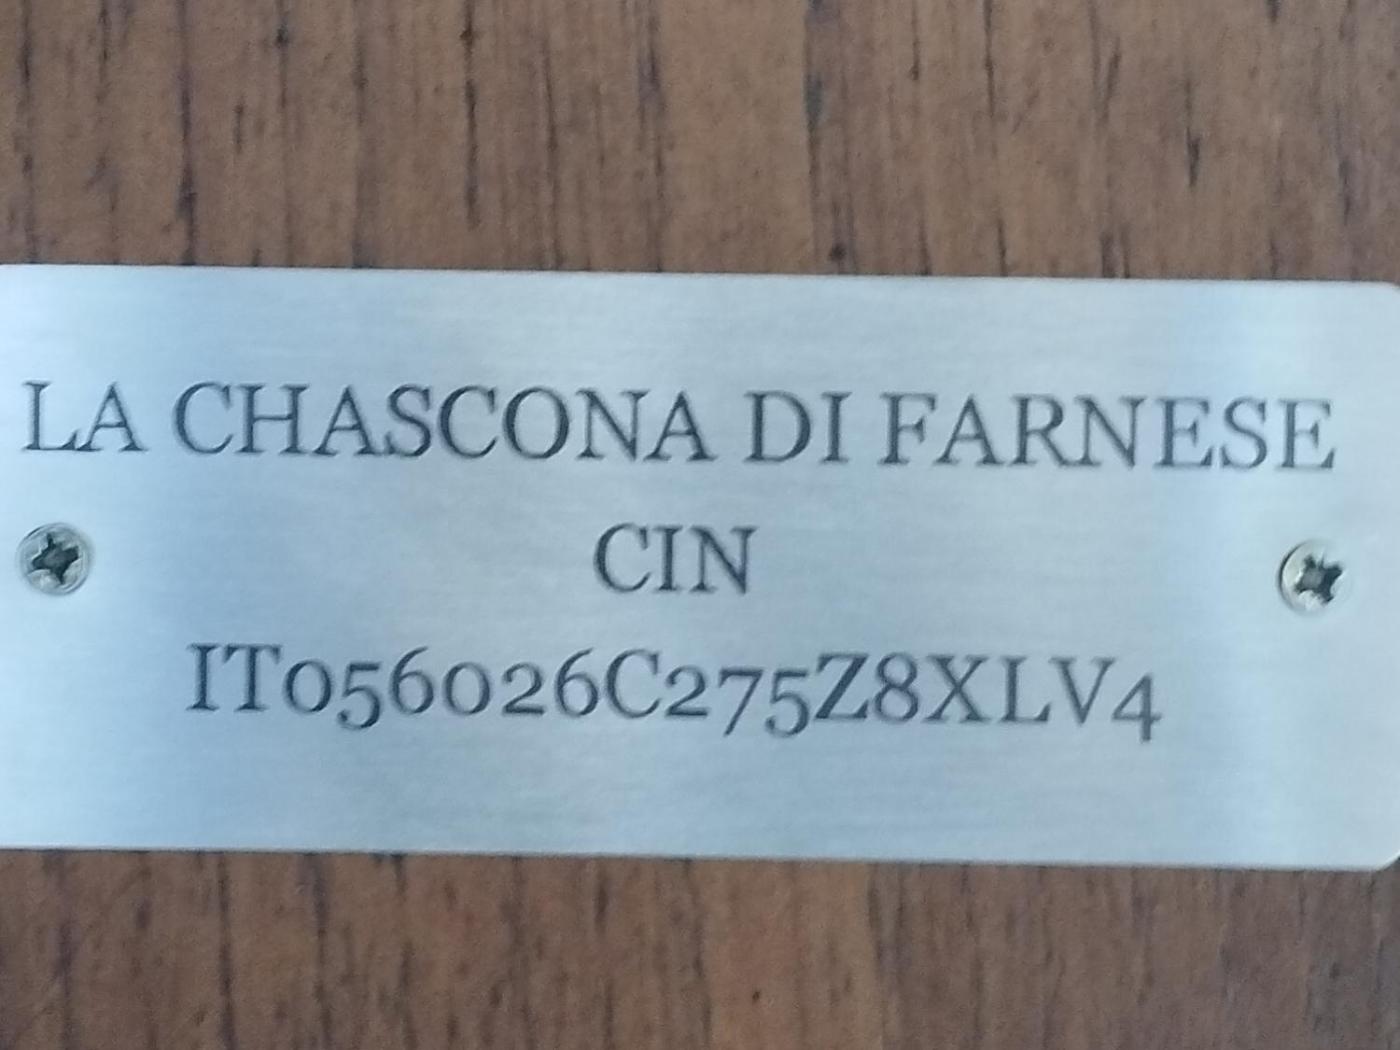 LA CHASCONA DI FARNESE
CIN
IT056026C275Z8XLV4